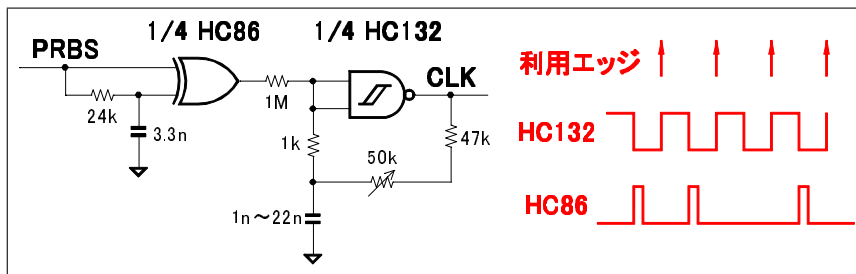 1/4 HC86
1/4 HC132
PRBS
CLK
24k
3.3n
1M
1k
50k
47k
1n～22n
利用エッジ
HC132
HC86